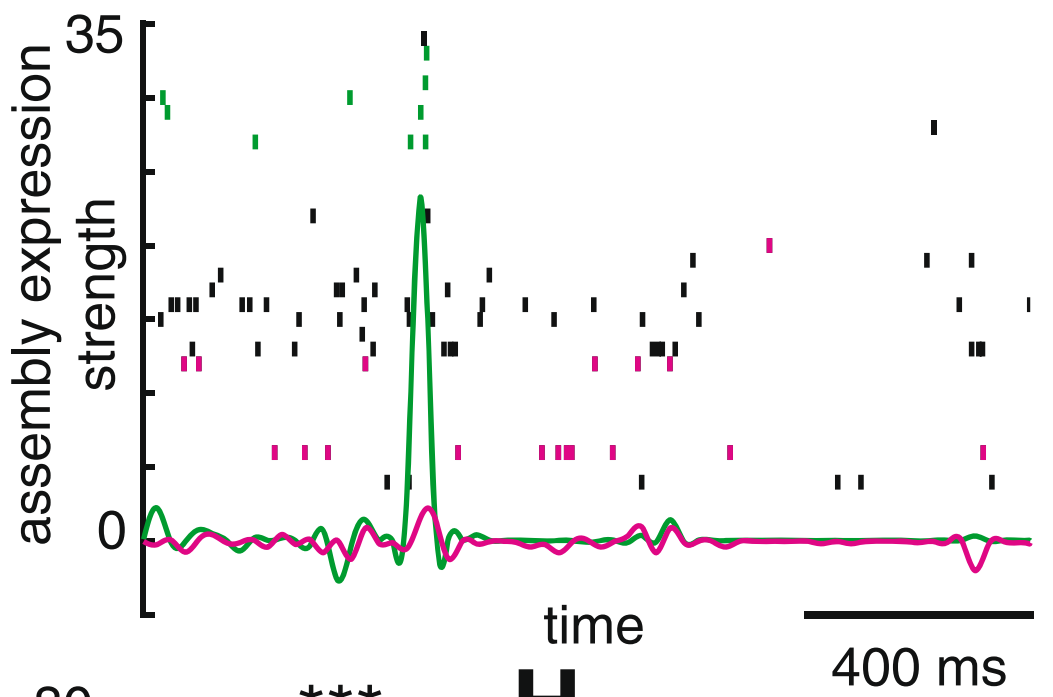 35
assembly expression
strength
0
time
400 ms
***